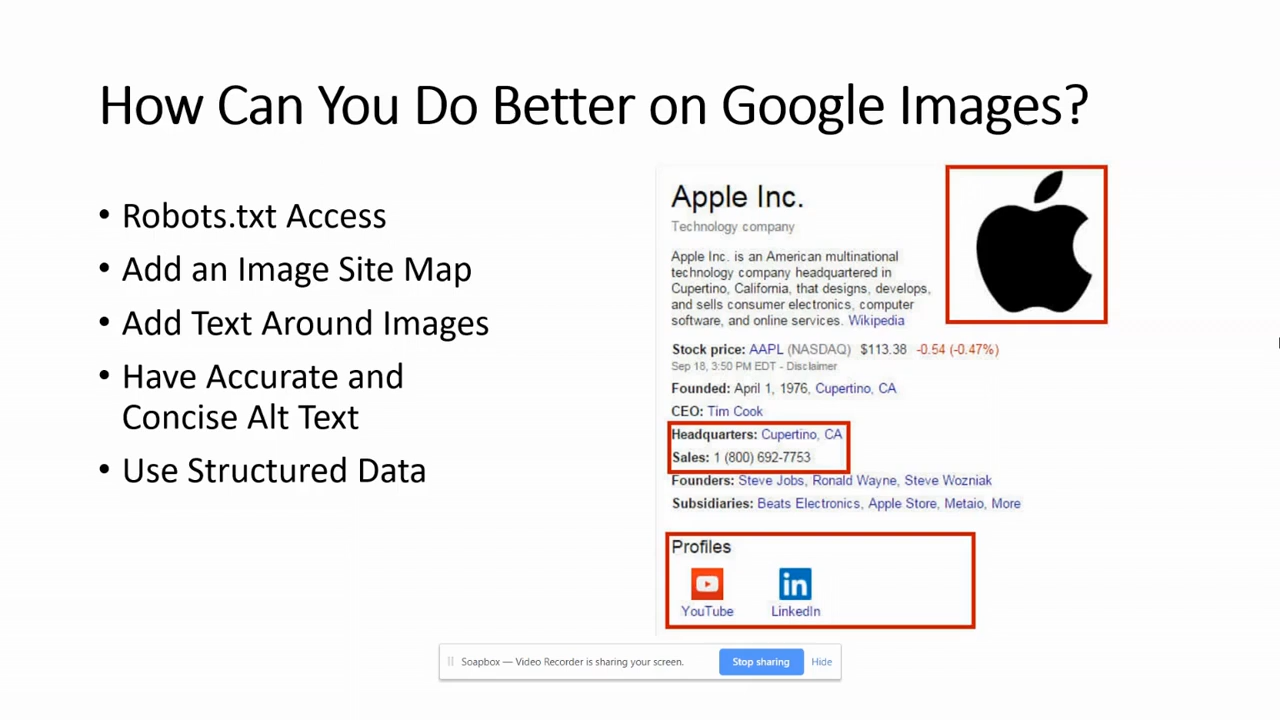 How Can You Do Better on Google Images?
• Robots.txt Access
• Add an Image Site Map
• Add Text Around Images
• Have Accurate and
Concise Alt Text
• Use Structured Data
Apple Inc.
Technology company
Apple Inc. is an American multinational
technology company headquartered in
Cupertino, California, that designs, develops,
and sells consumer electronics, computer
software, and online services. Wikipedia
Stock price: AAPL (NASDAQ) $113.38 -0.54 (-0.47%)
Sep 18, 3:50 PM EDT - Disclaimer
Founded: April 1, 1976, Cupertino, CA
CEO: Tim Cook
Headquarters: Cupertino, CA
Sales: 1 (800) 692-7753
Founders: Steve Jobs, Ronald Wayne, Steve Wozniak
Subsidiaries: Beats Electronics, Apple Store, Metaio, More
Profiles
in
YouTube LinkedIn
Soapbox — Video Recorder is sharing your screen. Stop sharing Hide